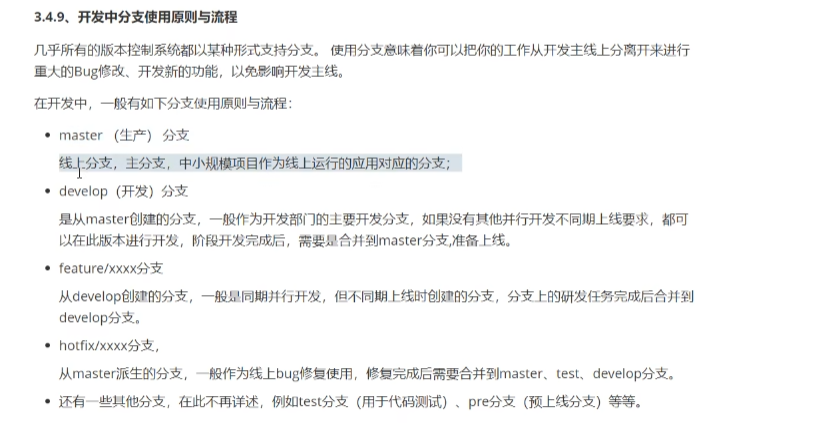 3.4.9、开发中分支使用原则与流程
几乎所有的版本控制系统都以某种形式支持分支。 使用分支意味着你可以把你的工作从开发主线上分离开来进行
重大的Bug修改、开发新的功能，以免影响开发主线。
在开发中，一般有如下分支使用原则与流程：
• master （生产） 分支
线上分支，主分支，中小规模项目作为线上运行的应用对应的分支；
• develop（开发）分支
是从master创建的分支，一般作为开发部门的主要开发分支，如果没有其他并行开发不同期上线要求，都可
以在此版本进行开发，阶段开发完成后，需要是合并到master分支,准备上线。
• feature/xxxx分支
从develop创建的分支，一般是同期并行开发，但不同期上线时创建的分支，分支上的研发任务完成后合并到
develop分支。
• hotfix/xxxx分支，
从master派生的分支，一般作为线上bug修复使用，修复完成后需要合并到master、test、develop分支。
• 还有一些其他分支，在此不再详述，例如test分支（用于代码测试）、pre分支（预上线分支）等等。